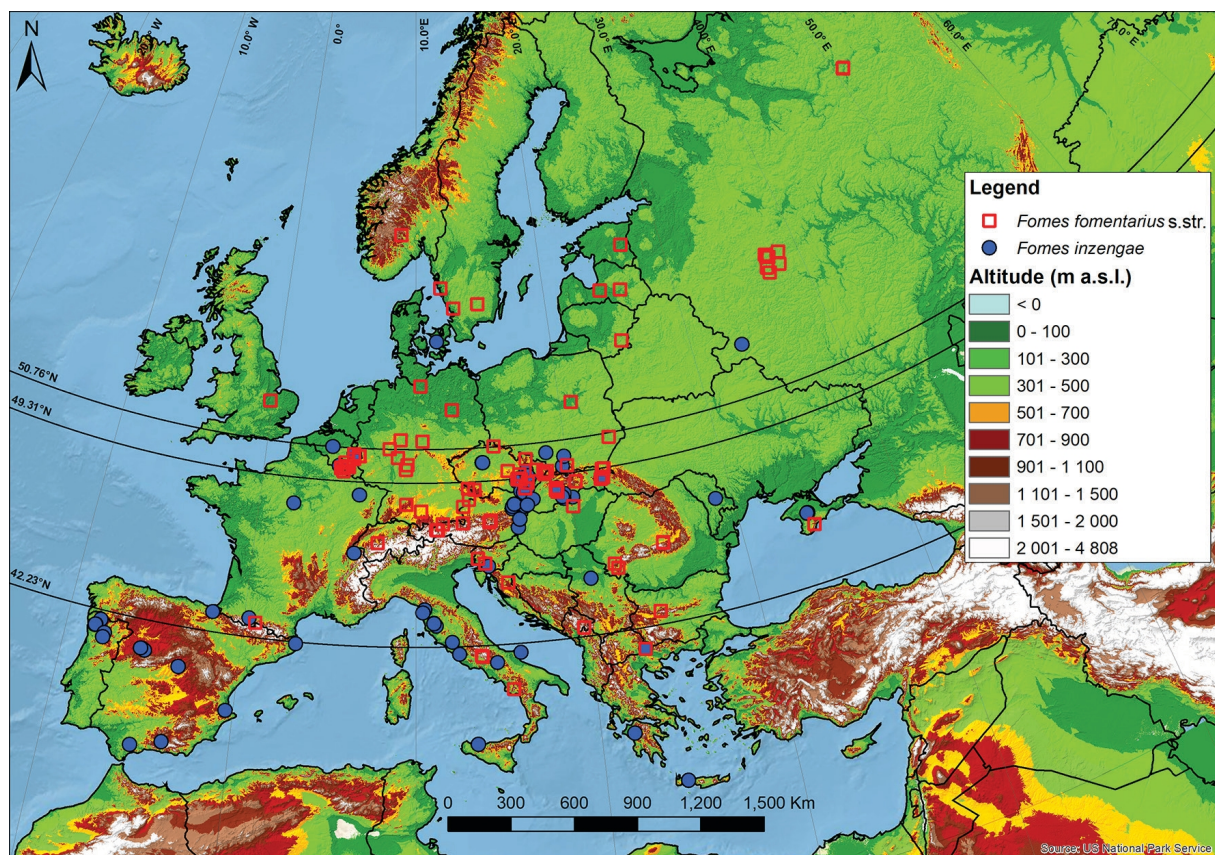 N
10.0° W
0.0°
10.0°E
20.0° E
30.0° E
40.0° E
50.0° E
60.0° E
70.0° E
50.76°N
49.31°N
42.23°N
Legend
Fomes fomentarius s.str.
Fomes inzengae
Altitude (m a.s.l.)
< 0
0 - 100
101 - 300
301 - 500
501 - 700
701 - 900
901 - 1 100
1 101 - 1 500
1 501 - 2 000
2 001 - 4 808
0 300 600 900 1,200 1,500 Km
Source: US National Park Service